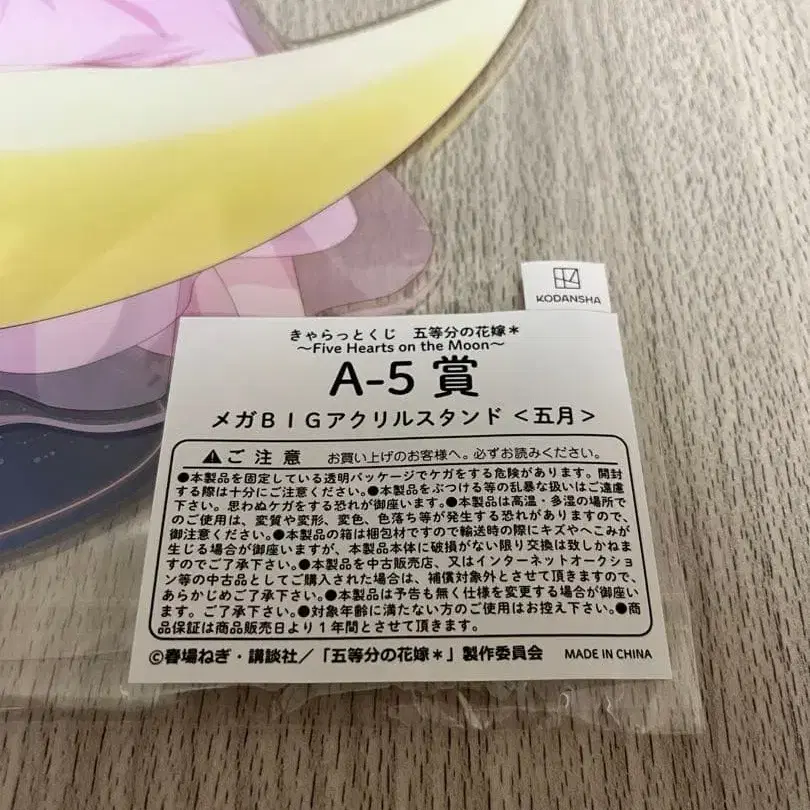 KODANSHA
きゃらっとくじ 五等分の花嫁*
～Five Hearts on the Moon～
A-5 賞
メガBIGアクリルスタンド<五月>
⚠ご注意 お買い上げのお客様へ。必ずお読みください。
●本製品を固定している透明パッケージでケガをする危険があります。開封
する際は十分にご注意ください。●本製品をぶつける等の乱暴な扱いはご遠慮
下さい。思わぬケガをする恐れが御座います。●本製品は高温・多湿の場所で
のご使用は、変質や変形、変色、色落ち等が発生する恐れがありますので、
御注意ください。●本製品の箱は梱包材ですので輸送時の際にキズやへこみが
生じる場合が御座いますが、本製品本体に破損がない限り交換は致しかねま
すのでご了承下さい。●本製品を中古販売店、又はインターネットオークショ
ン等の中古品としてご購入された場合は、補償対象外とさせて頂きますので、
あらかじめご了承下さい。●本製品は予告も無く仕様を変更する場合が御座い
ます。ご了承下さい。●対象年齢に満たない方のご使用はお控え下さい。●商
品保証は商品販売日より1年間とさせて頂きます。
©春場ねぎ・講談社/「五等分の花嫁*」製作委員会 MADE IN CHINA